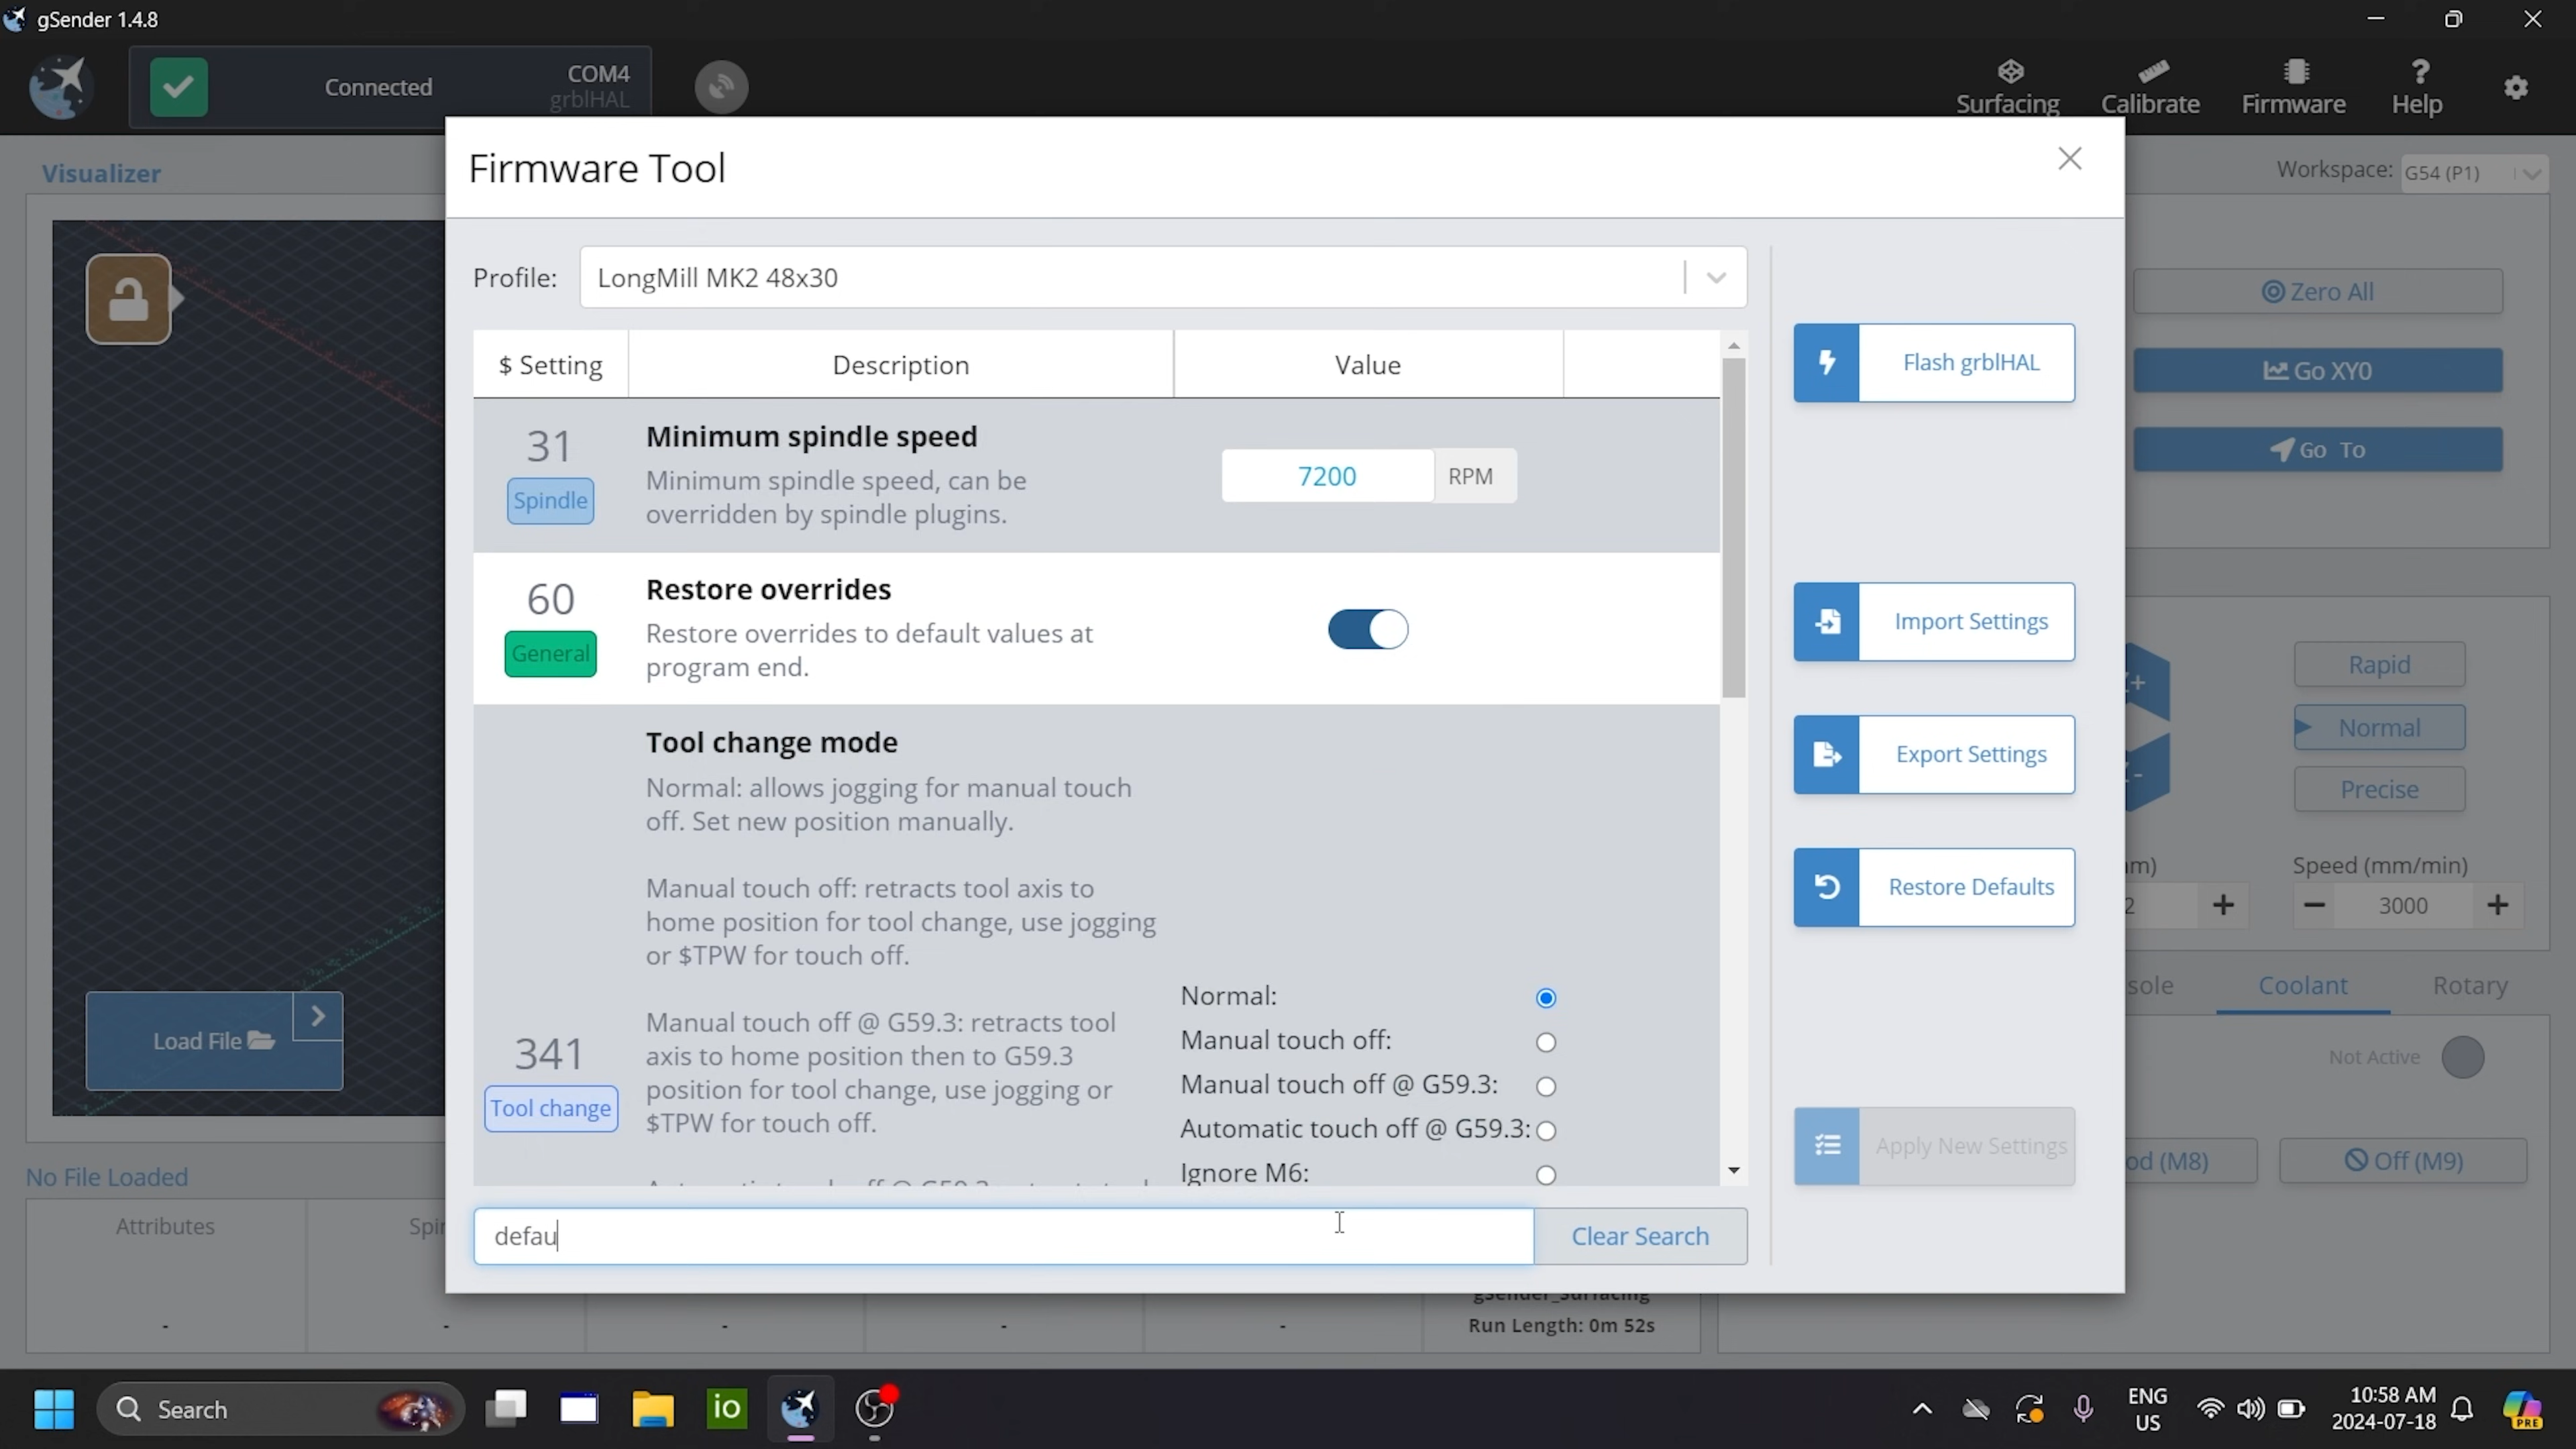 gSender 1.4.8
Connected
COM4
grblHAL
Surfacing
Calibrate
Firmware
Help
Visualizer
Workspace:
G54 (P1)
Firmware Tool
Profile:
LongMill MK2 48x30
$ Setting
Description
Value
31
Spindle
Minimum spindle speed
Minimum spindle speed, can be
overridden by spindle plugins.
7200
RPM
60
General
Restore overrides
Restore overrides to default values at
program end.
341
Tool change
Tool change mode
Normal: allows jogging for manual touch
off. Set new position manually.
Manual touch off: retracts tool axis to
home position for tool change, use jogging
or $TPW for touch off.
Manual touch off @ G59.3: retracts tool
axis to home position then to G59.3
position for tool change, use jogging or
$TPW for touch off.
Normal:
Manual touch off:
Manual touch off @ G59.3:
Automatic touch off @ G59.3:
Ignore M6:
defau
Clear Search
Flash grblHAL
Import Settings
Export Settings
Restore Defaults
Apply New Settings
Zero All
Go XY0
Go To
Rapid
Normal
Precise
Speed (mm/min)
2
+
−
3000
+
sole
Coolant
Rotary
Not Active
od (M8)
Off (M9)
Load File
No File Loaded
Attributes
Spin
-
-
-
-
-
gSender_Surfacing
Run Length: 0m 52s
Search
io
ENG
US
10:58 AM
2024-07-18
PRE